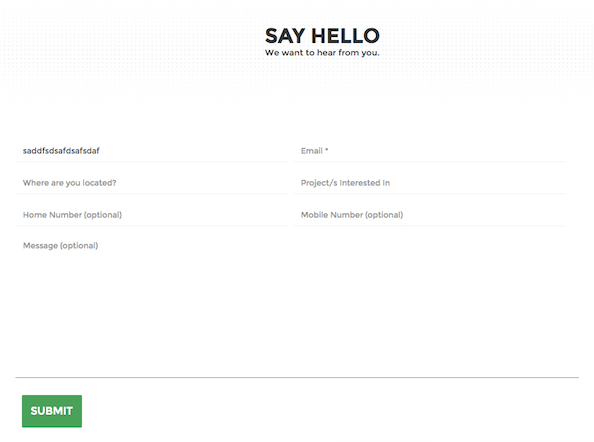 SAY HELLO
We want to hear from you.
saddfsdsafdsafsdaf
Email *
Where are you located?
Project/s Interested In
Home Number (optional)
Mobile Number (optional)
Message (optional)
SUBMIT